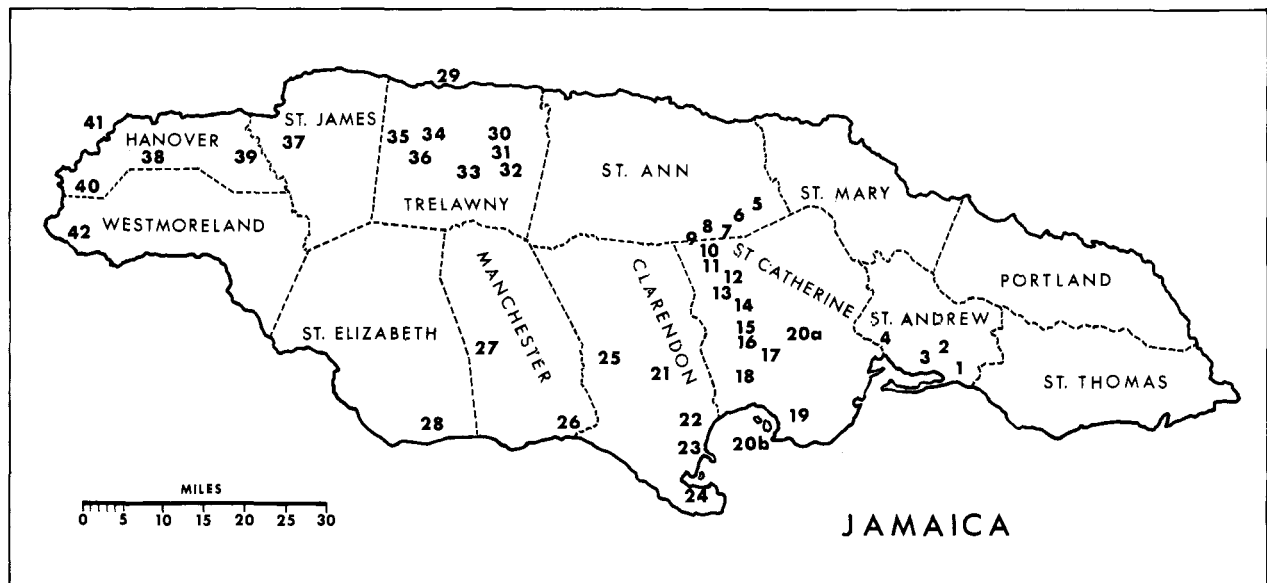 29
41
HANOVER
ST. JAMES
35 34 30
38 39 37
36 31
33 32
ST. ANN
40
TRELAWNY
ST. MARY
5
6
WESTMORELAND
42
8
7
9
10
11
12
13
14
ST CATHERINE
PORTLAND
MANCHESTER
CLARENDON
ST. ELIZABETH
ST. ANDREW
15
16
17
20a
4
3
2
1
27
25
21
18
ST. THOMAS
28
26
22
19
23
20b
24
MILES
0 5 10 15 20 25 30
JAMAICA